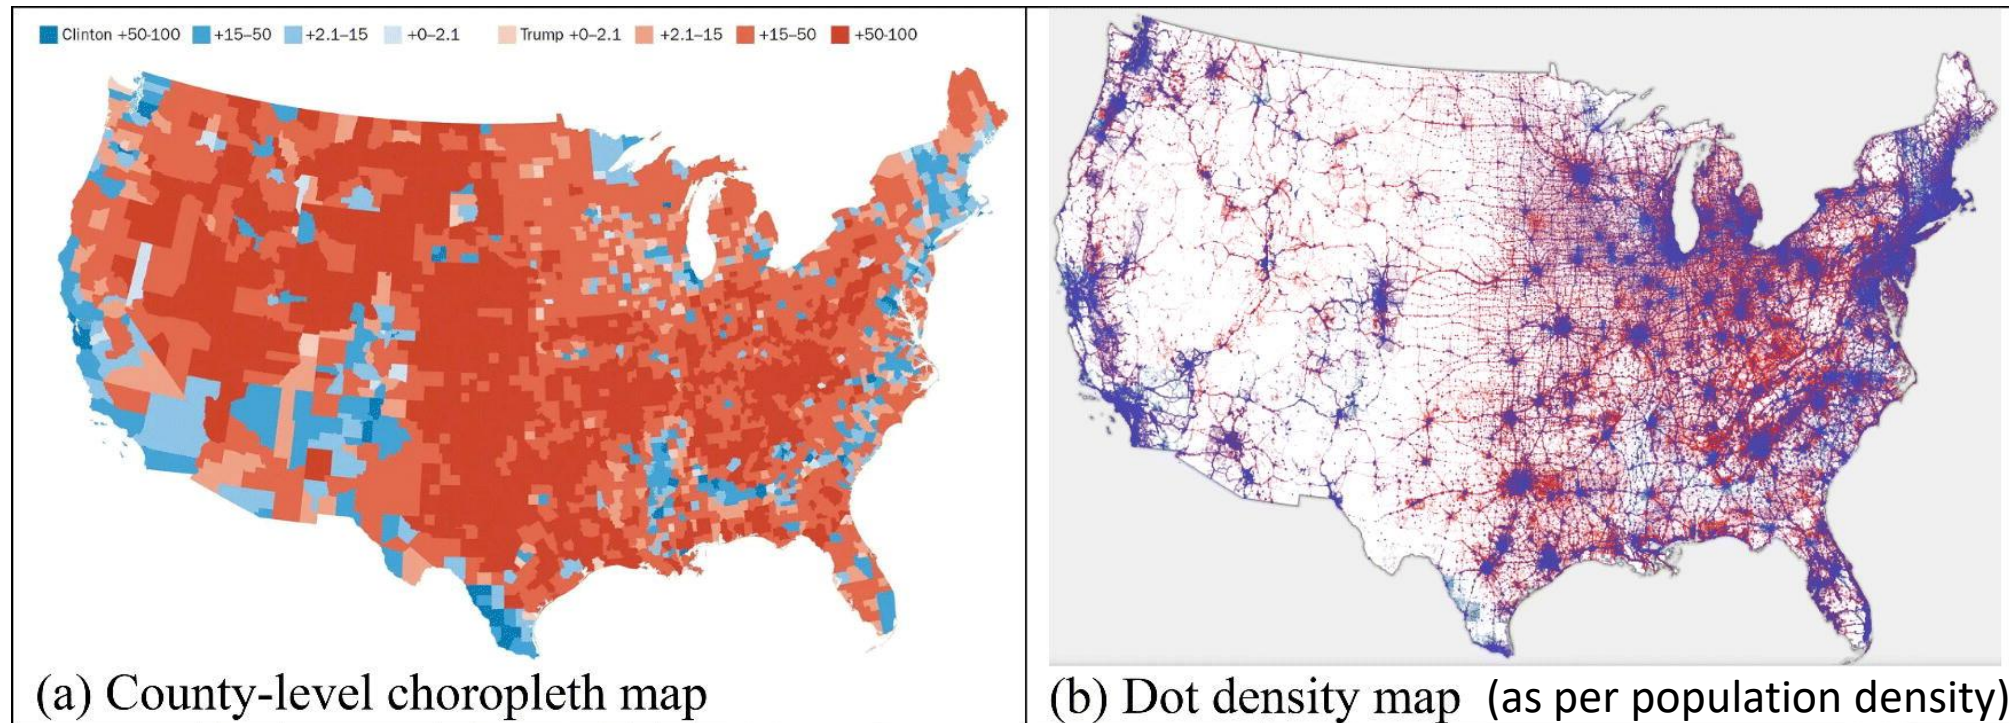 Clinton +50-100 +15–50 +2.1–15 +0–2.1 Trump +0–2.1 +2.1–15 +15–50 +50-100
(a) County-level choropleth map
(b) Dot density map (as per population density)